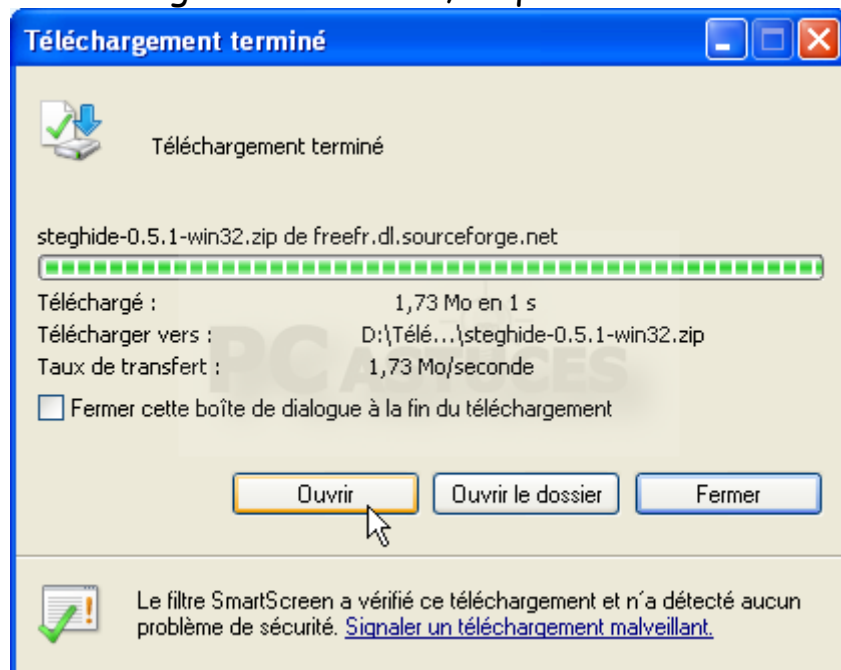 Téléchargement terminé
Téléchargement terminé
steghide-0.5.1-win32.zip de freefr.dl.sourceforge.net
Téléchargé : 1,73 Mo en 1 s
Télécharger vers : D:\Télé...\steghide-0.5.1-win32.zip
Taux de transfert : 1,73 Mo/seconde
PC ASTUCES
Fermer cette boîte de dialogue à la fin du téléchargement
Ouvrir Ouvrir le dossier Fermer
Le filtre SmartScreen a vérifié ce téléchargement et n'a détecté aucun
problème de sécurité. Signaler un téléchargement malveillant.